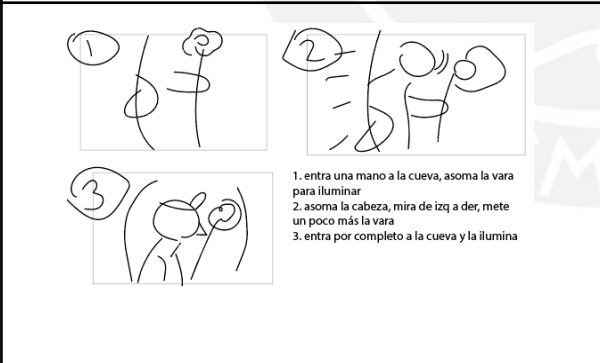 1
2
3
1. entra una mano a la cueva, asoma la vara
para iluminar
2. asoma la cabeza, mira de izq a der, mete
un poco más la vara
3. entra por completo a la cueva y la ilumina
M